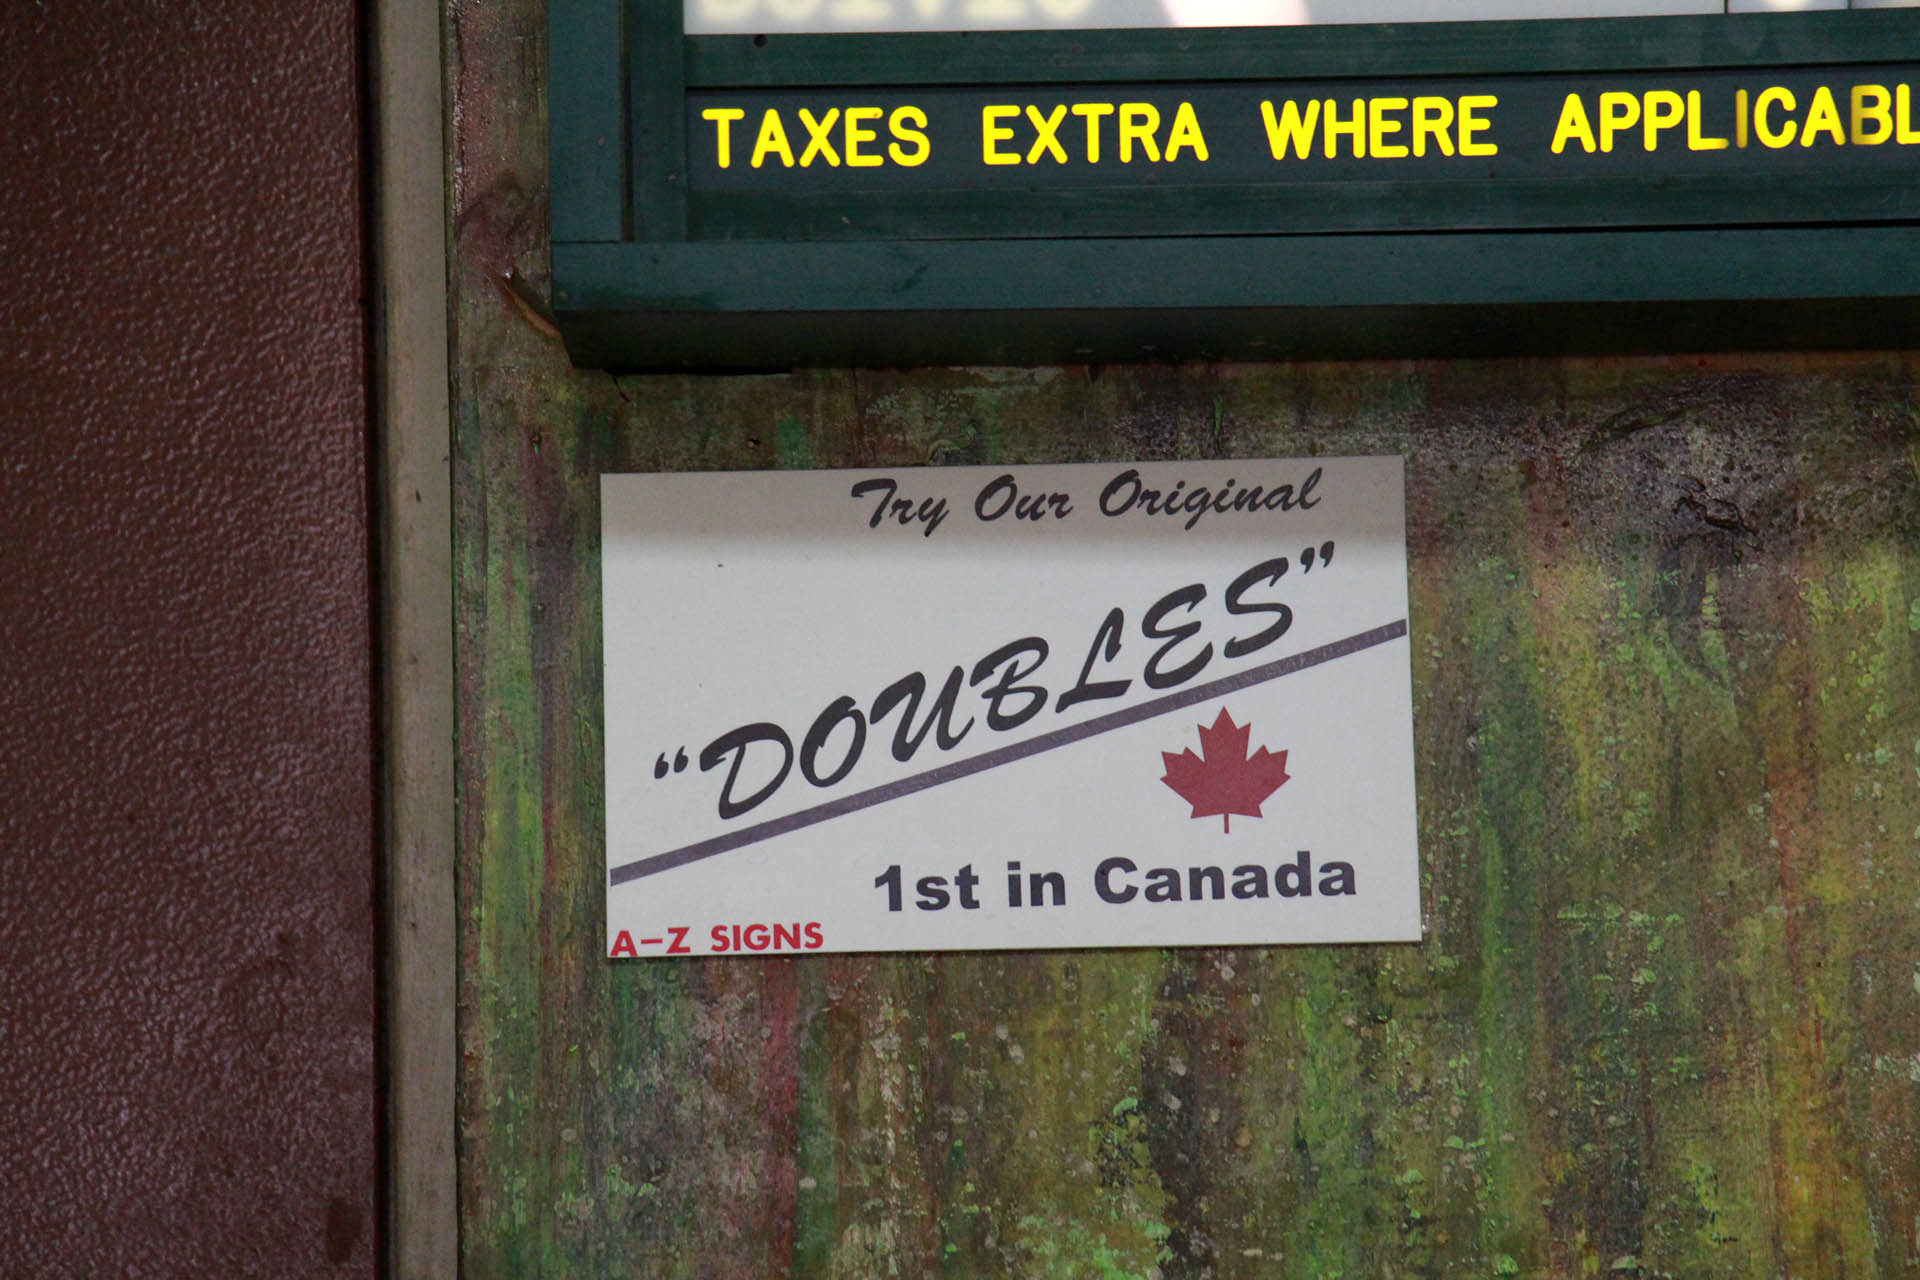 TAXES EXTRA WHERE APPLICABL
Try Our Original
"DOUBLES"
1st in Canada
A-Z SIGNS